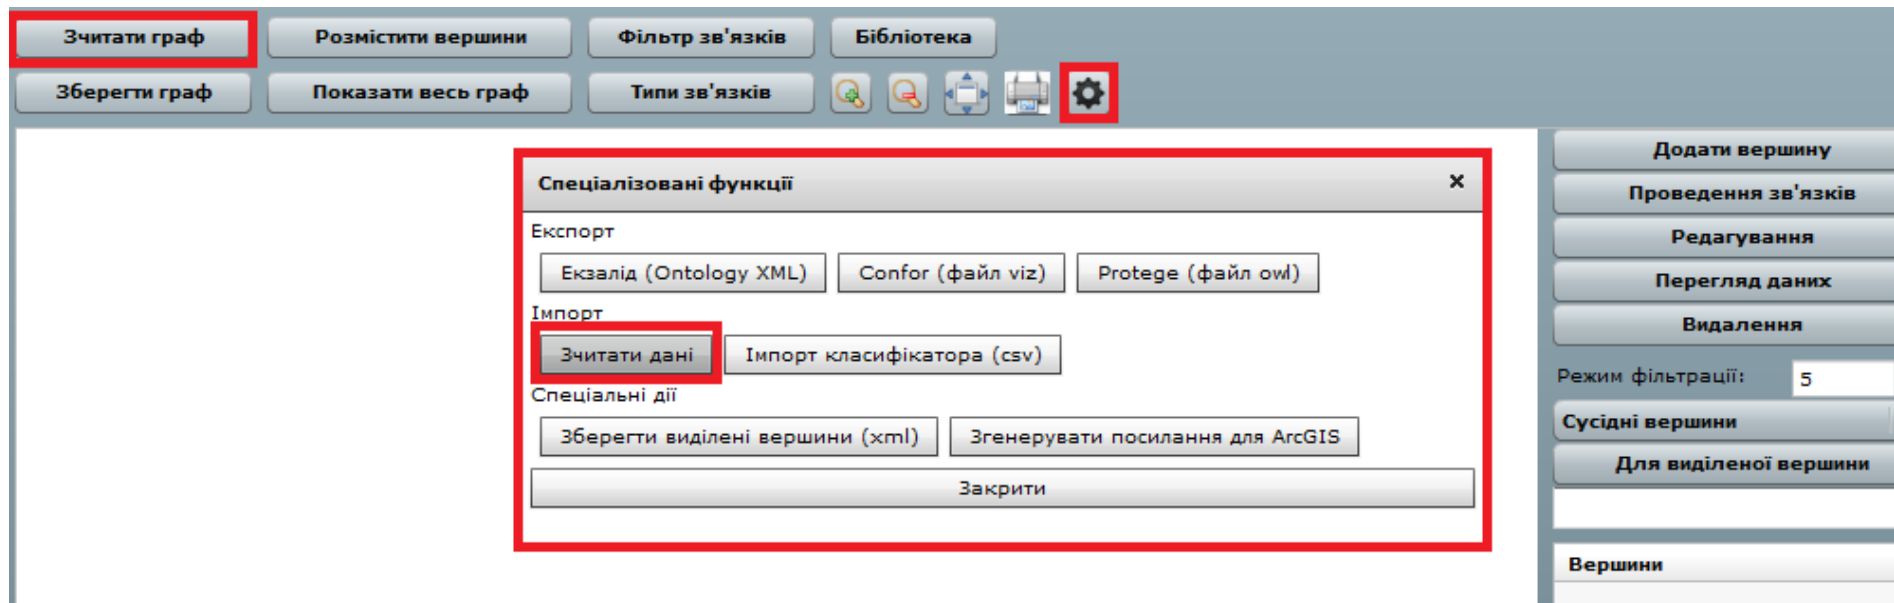 Зчитати граф
Розмістити вершини
Фільтр зв'язків
Бібліотека
Зберегти граф
Показати весь граф
Типи зв'язків
Спеціалізовані функції
Експорт
Екзалід (Ontology XML)
Confor (файл viz)
Protege (файл owl)
Імпорт
Зчитати дані
Імпорт класифікатора (csv)
Спеціальні дії
Зберегти виділені вершини (xml)
Згенерувати посилання для ArcGIS
Закрити
Додати вершину
Проведення зв'язків
Редагування
Перегляд даних
Видалення
Режим фільтрації: 5
Сусідні вершини
Для виділеної вершини
Вершини